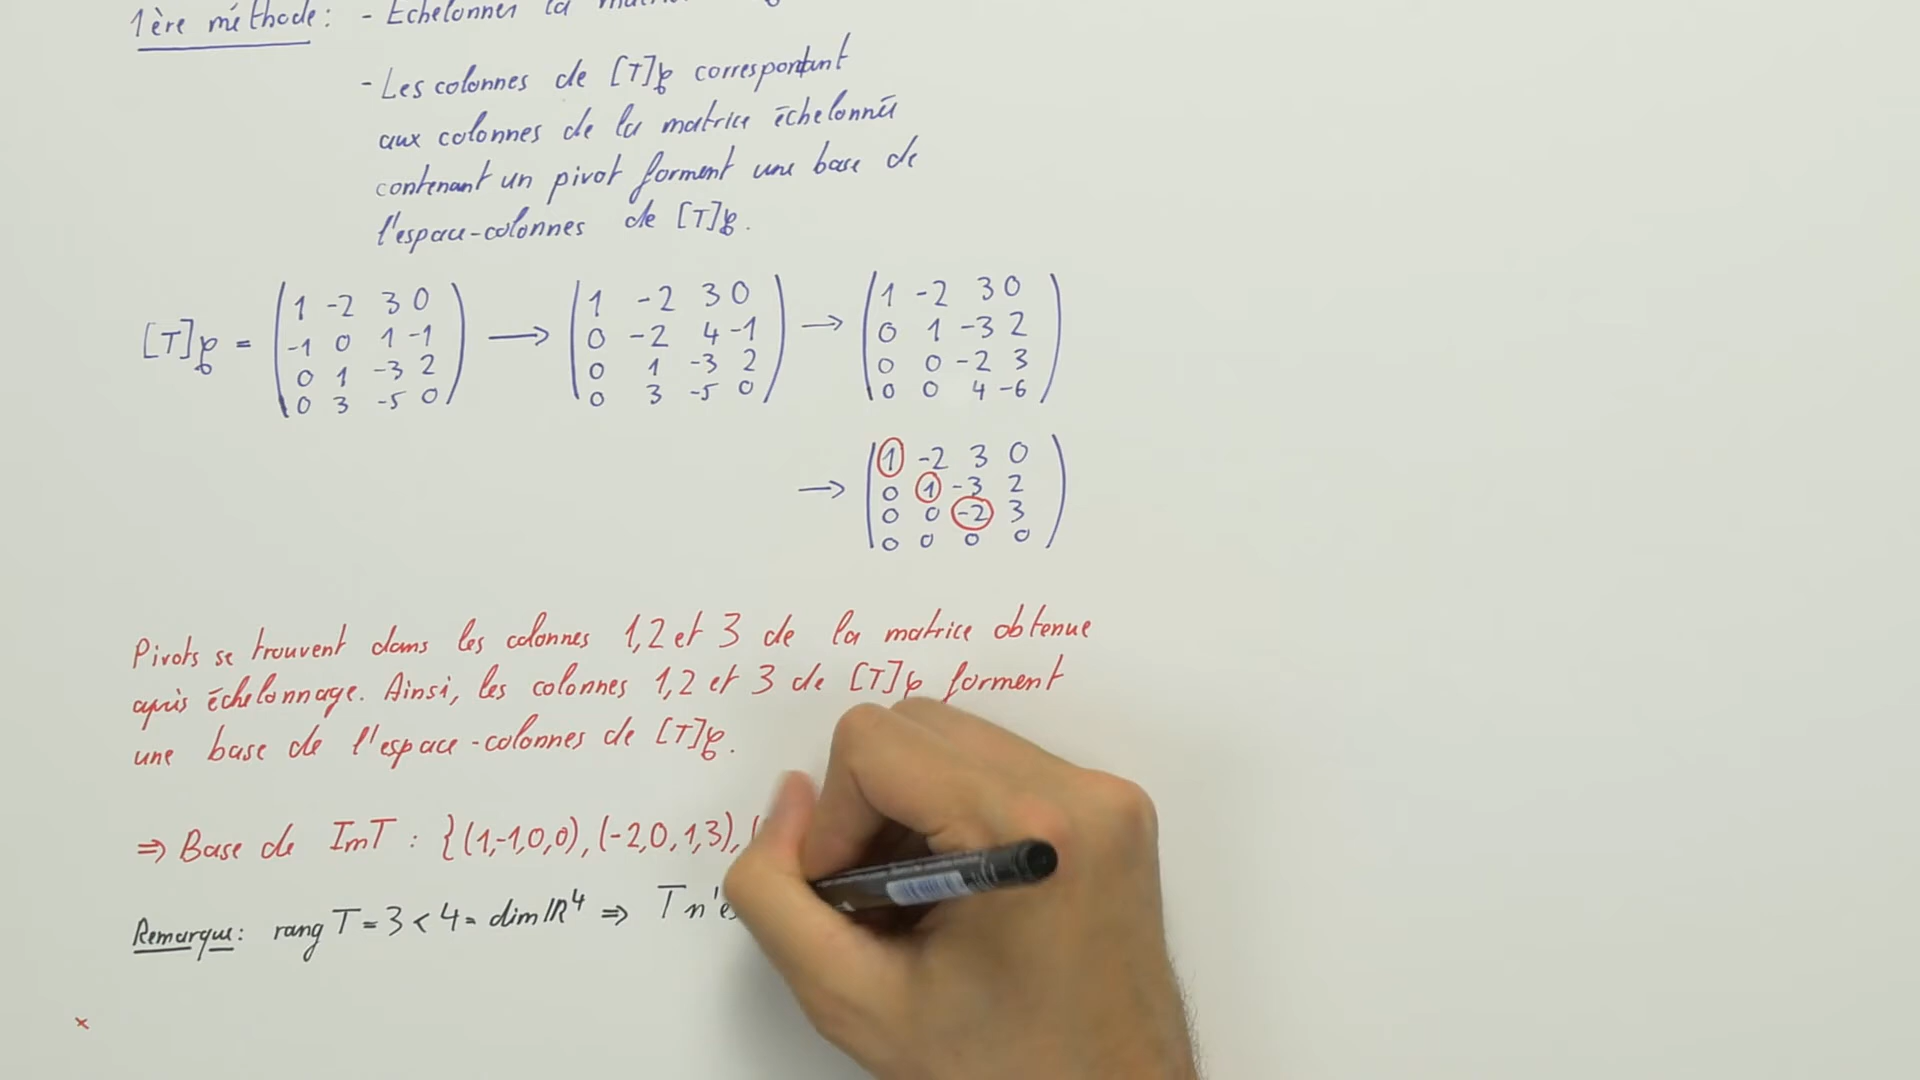 1ère méthode: - Echelonner la
- Les colonnes de [T]ℬ correspondant
aux colonnes de la matrice échelonnée
contenant un pivot forment une base de
l'espace-colonnes de [T]ℬ.
[T]ℬ = (1 -2 3 0 → (1 -2 3 0 → (1 -2 3 0
-1 0 1 -1 0 -2 4 -1 0 1 -3 2
0 1 -3 2 0 1 -3 2 0 0 -2 3
0 3 -5 0) 0 3 -5 0) 0 0 4 -6)
→ (1 -2 3 0
0 1 -3 2
0 0 -2 3
0 0 0 0)
Pivots se trouvent dans les colonnes 1,2 et 3 de la matrice obtenue
après échelonnage. Ainsi, les colonnes 1,2 et 3 de [T]ℬ forment
une base de l'espace-colonnes de [T]ℬ.
⇒ Base de ImT : {(1,-1,0,0), (-2,0,1,3), (
Remarque: rang T = 3 < 4 = dim ℝ⁴ ⇒ T n'es
×